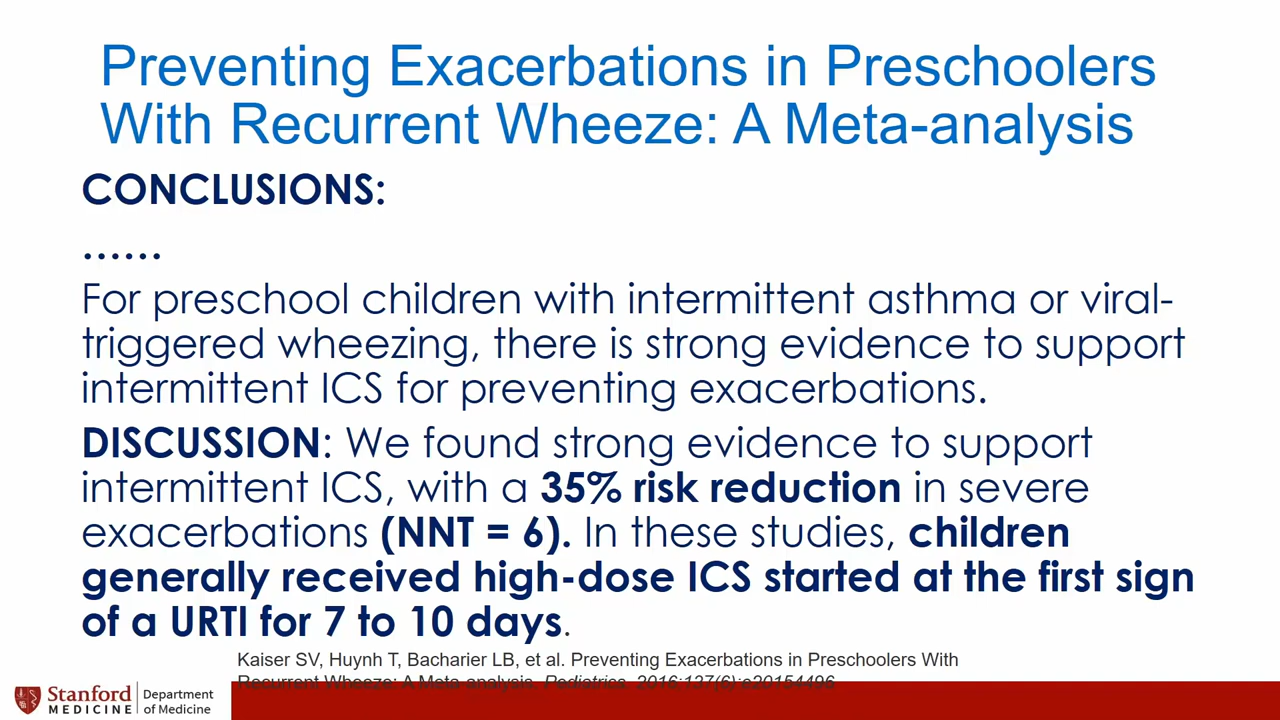 Preventing Exacerbations in Preschoolers
With Recurrent Wheeze: A Meta-analysis
CONCLUSIONS:
......
For preschool children with intermittent asthma or viral-
triggered wheezing, there is strong evidence to support
intermittent ICS for preventing exacerbations.
DISCUSSION: We found strong evidence to support
intermittent ICS, with a 35% risk reduction in severe
exacerbations (NNT = 6). In these studies, children
generally received high-dose ICS started at the first sign
of a URTI for 7 to 10 days.
Kaiser SV, Huynh T, Bacharier LB, et al. Preventing Exacerbations in Preschoolers With
Recurrent Wheeze: A Meta-analysis. Pediatrics. 2016;137(6):e20154496
Stanford
MEDICINE
Department
of Medicine